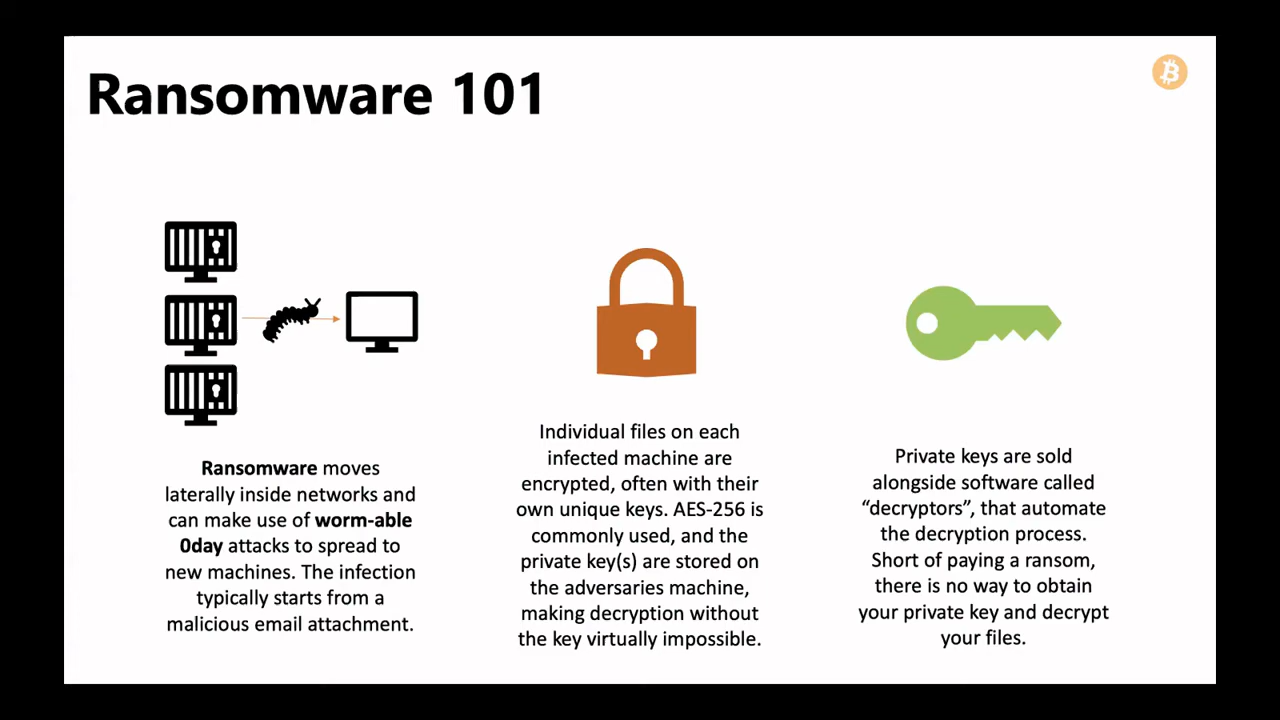 Ransomware 101
Ransomware moves
laterally inside networks and
can make use of worm-able
0day attacks to spread to
new machines. The infection
typically starts from a
malicious email attachment.
Individual files on each
infected machine are
encrypted, often with their
own unique keys. AES-256 is
commonly used, and the
private key(s) are stored on
the adversaries machine,
making decryption without
the key virtually impossible.
Private keys are sold
alongside software called
“decryptors”, that automate
the decryption process.
Short of paying a ransom,
there is no way to obtain
your private key and decrypt
your files.